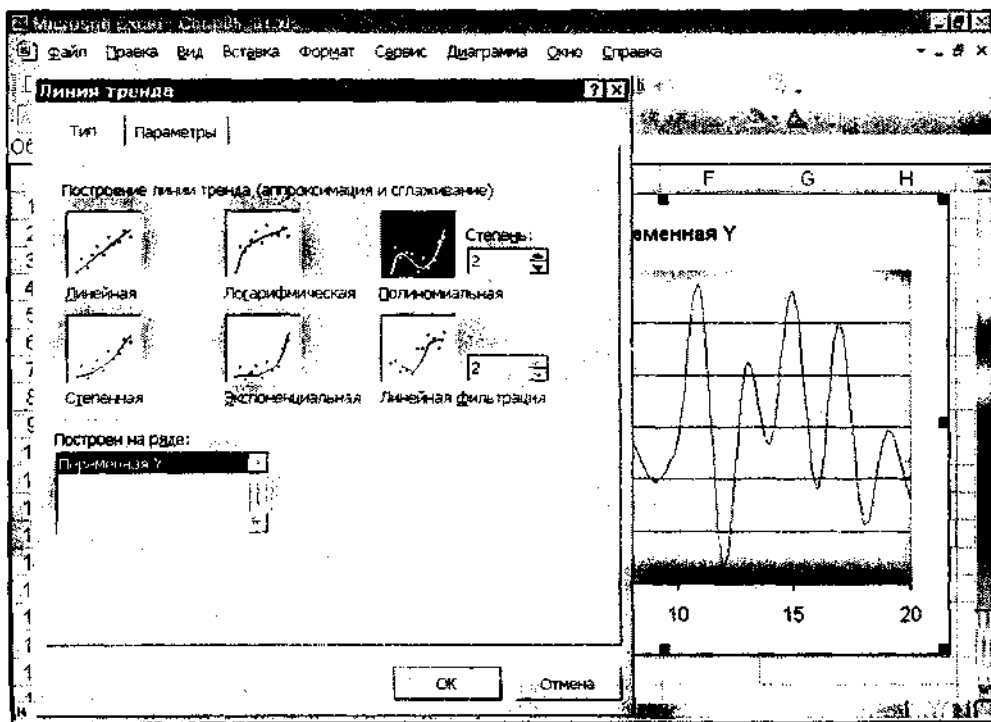 Microsoft Excel
Файл Правка Вид Вставка Формат Сервис Диаграмма Окно Справка
Линия тренда
Тип Параметры
Построение линии тренда (аппроксимация и сглаживание)
Степень:
2
Линейная Логарифмическая Полиномиальная
2
Степенная Экспоненциальная Линейная фильтрация
Построен на ряде:
Переменная Y
OK Отмена
F G H
еменная Y
10 15 20